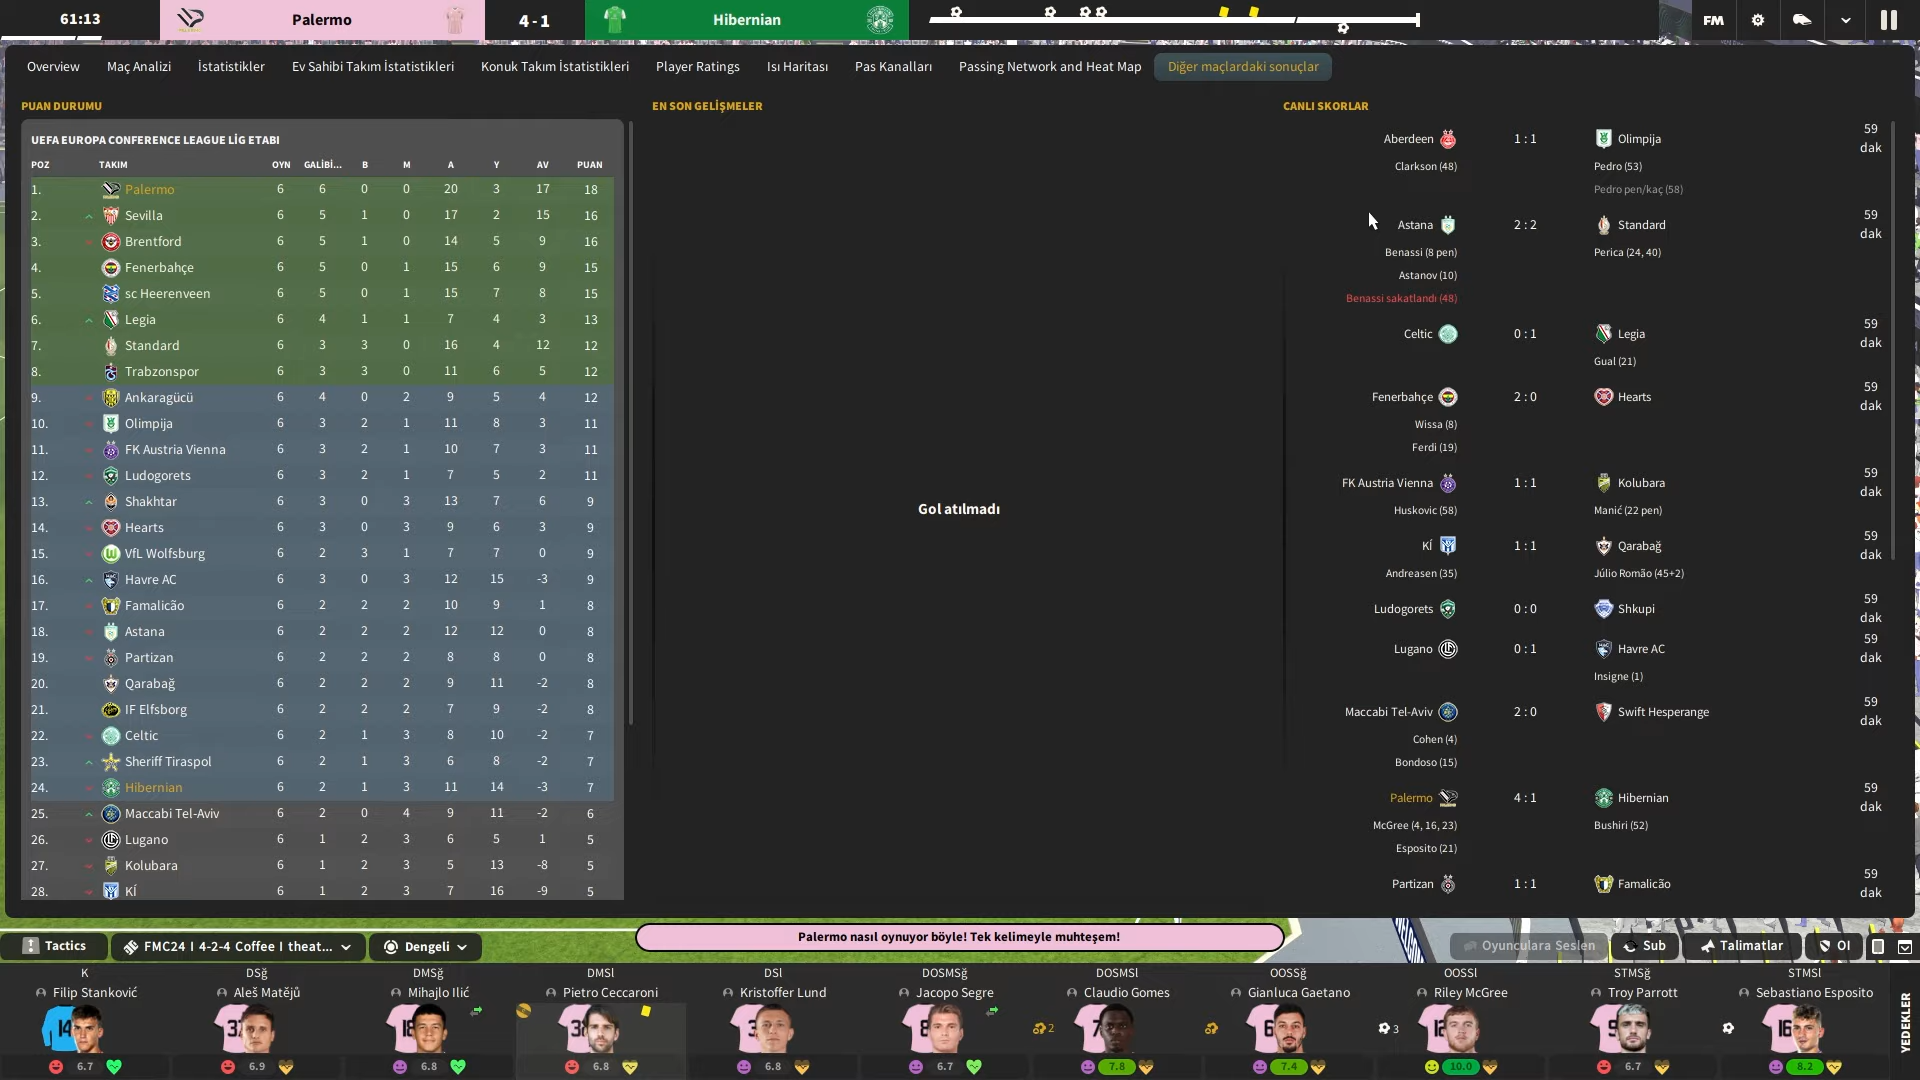 61:13 Palermo 4 - 1 Hibernian FM
Overview Maç Analizi İstatistikler Ev Sahibi Takım İstatistikleri Konuk Takım İstatistikleri Player Ratings Isı Haritası Pas Kanalları Passing Network and Heat Map Diğer maçlardaki sonuçlar
PUAN DURUMU
UEFA EUROPA CONFERENCE LEAGUE LİG ETABI
POZ TAKIM OYN GALİBİ... B M A Y AV PUAN
1. Palermo 6 6 0 0 20 3 17 18
2. Sevilla 6 5 1 0 17 2 15 16
3. Brentford 6 5 1 0 14 5 9 16
4. Fenerbahçe 6 5 0 1 15 6 9 15
5. sc Heerenveen 6 5 0 1 15 7 8 15
6. Legia 6 4 1 1 7 4 3 13
7. Standard 6 3 3 0 16 4 12 12
8. Trabzonspor 6 3 3 0 11 6 5 12
9. Ankaragücü 6 4 0 2 9 5 4 12
10. Olimpija 6 3 2 1 11 8 3 11
11. FK Austria Vienna 6 3 2 1 10 7 3 11
12. Ludogorets 6 3 2 1 7 5 2 11
13. Shakhtar 6 3 0 3 13 7 6 9
14. Hearts 6 3 0 3 9 6 3 9
15. VfL Wolfsburg 6 2 3 1 7 7 0 9
16. Havre AC 6 3 0 3 12 15 -3 9
17. Famalicão 6 2 2 2 10 9 1 8
18. Astana 6 2 2 2 12 12 0 8
19. Partizan 6 2 2 2 8 8 0 8
20. Qarabağ 6 2 2 2 9 11 -2 8
21. IF Elfsborg 6 2 2 2 7 9 -2 8
22. Celtic 6 2 1 3 8 10 -2 7
23. Sheriff Tiraspol 6 2 1 3 6 8 -2 7
24. Hibernian 6 2 1 3 11 14 -3 7
25. Maccabi Tel-Aviv 6 2 0 4 9 11 -2 6
26. Lugano 6 1 2 3 6 5 1 5
27. Kolubara 6 1 2 3 5 13 -8 5
28. KÍ 6 1 2 3 7 16 -9 5
EN SON GELİŞMELER
Gol atılmadı
CANLI SKORLAR
Aberdeen 1 : 1 Olimpija 59 dak
Clarkson (48) Pedro (53)
Pedro pen/kaç (58)
Astana 2 : 2 Standard 59 dak
Benassi (8 pen) Perica (24, 40)
Astanov (10)
Benassi sakatlandı (48)
Celtic 0 : 1 Legia 59 dak
Gual (21)
Fenerbahçe 2 : 0 Hearts 59 dak
Wissa (8)
Ferdi (19)
FK Austria Vienna 1 : 1 Kolubara 59 dak
Huskovic (58) Manić (22 pen)
KÍ 1 : 1 Qarabağ 59 dak
Andreasen (35) Júlio Romão (45+2)
Ludogorets 0 : 0 Shkupi 59 dak
Lugano 0 : 1 Havre AC 59 dak
Insigne (1)
Maccabi Tel-Aviv 2 : 0 Swift Hesperange 59 dak
Cohen (4)
Bondoso (15)
Palermo 4 : 1 Hibernian 59 dak
McGree (4, 16, 23) Bushiri (52)
Esposito (21)
Partizan 1 : 1 Famalicão 59 dak
Palermo nasıl oynuyor böyle! Tek kelimeyle muhteşem!
Tactics FMC24 I 4-2-4 Coffee I theat... Dengeli Oyunculara Seslen Sub Talimatlar OI
K DSğ DMSğ DMSl DSl DOSMSğ DOSMSl OOSSğ OOSSl STMSğ STMSl
Filip Stanković Aleš Matějů Mihajlo Ilić Pietro Ceccaroni Kristoffer Lund Jacopo Segre Claudio Gomes Gianluca Gaetano Riley McGree Troy Parrott Sebastiano Esposito
2 3
6.7 6.9 6.8 6.8 6.8 6.7 7.8 7.4 10.0 6.7 8.2
YEDEKLER